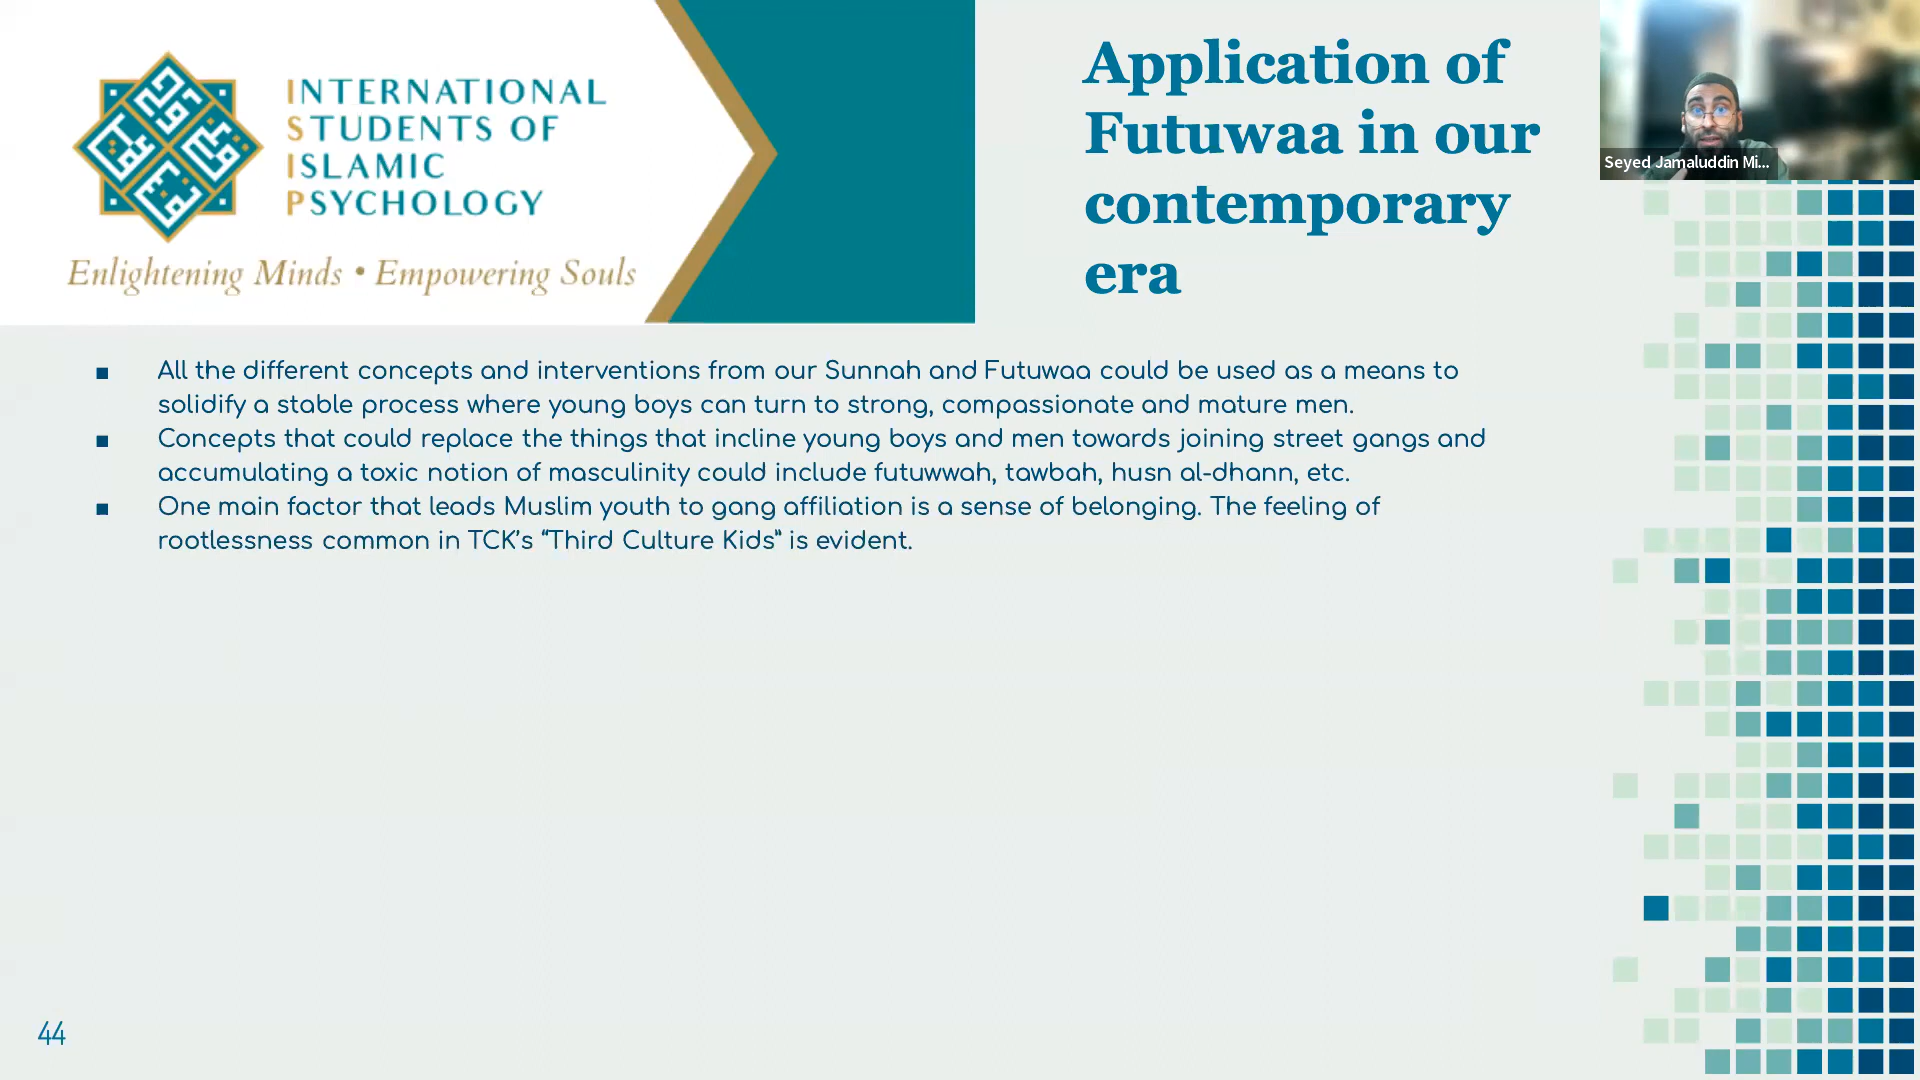 INTERNATIONAL
STUDENTS OF
ISLAMIC
PSYCHOLOGY
Enlightening Minds • Empowering Souls
Application of
Futuwaa in our
contemporary
era
Seyed Jamaluddin Mi...
■ All the different concepts and interventions from our Sunnah and Futuwaa could be used as a means to
solidify a stable process where young boys can turn to strong, compassionate and mature men.
■ Concepts that could replace the things that incline young boys and men towards joining street gangs and
accumulating a toxic notion of masculinity could include futuwwah, tawbah, husn al-dhann, etc.
■ One main factor that leads Muslim youth to gang affiliation is a sense of belonging. The feeling of
rootlessness common in TCK’s “Third Culture Kids” is evident.
44